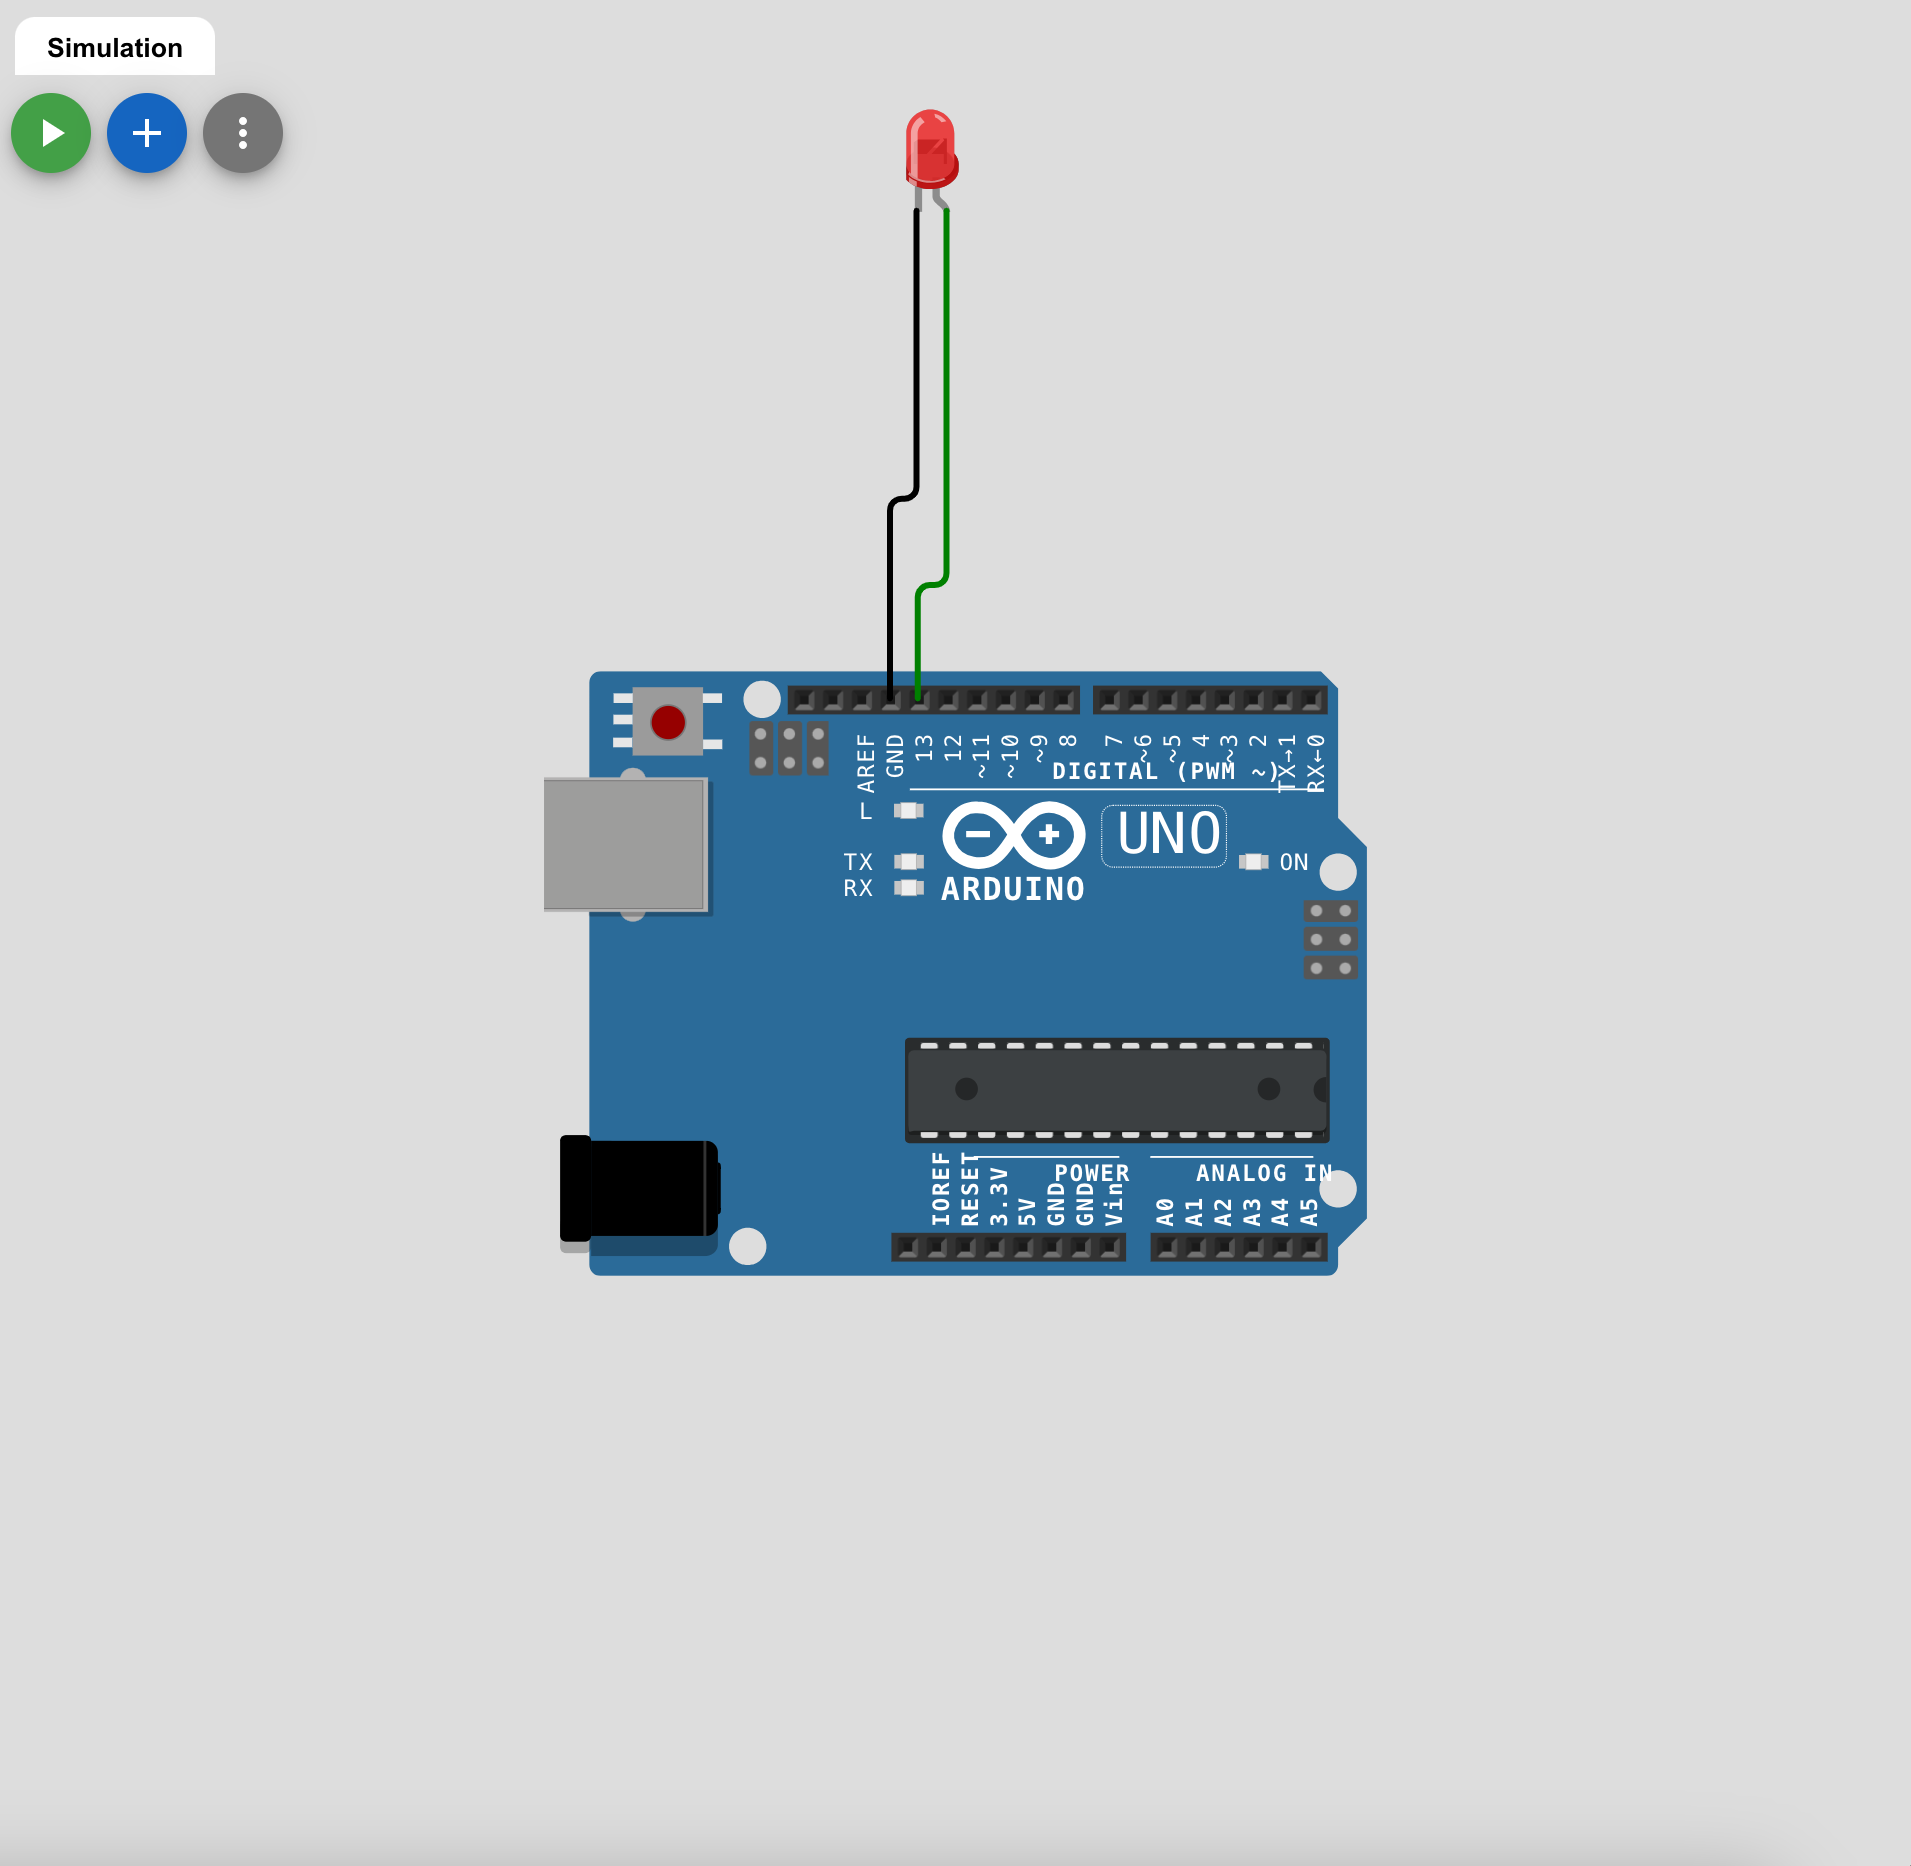 Simulation
AREF
GND
13
12
~11
~10
~9
8
7
~6
~5
4
~3
2
TX→1
RX←0
DIGITAL (PWM ~)
L
TX
RX
UNO
ON
ARDUINO
IOREF
RESET
3.3V
5V
GND
GND
Vin
POWER
ANALOG IN
A0
A1
A2
A3
A4
A5